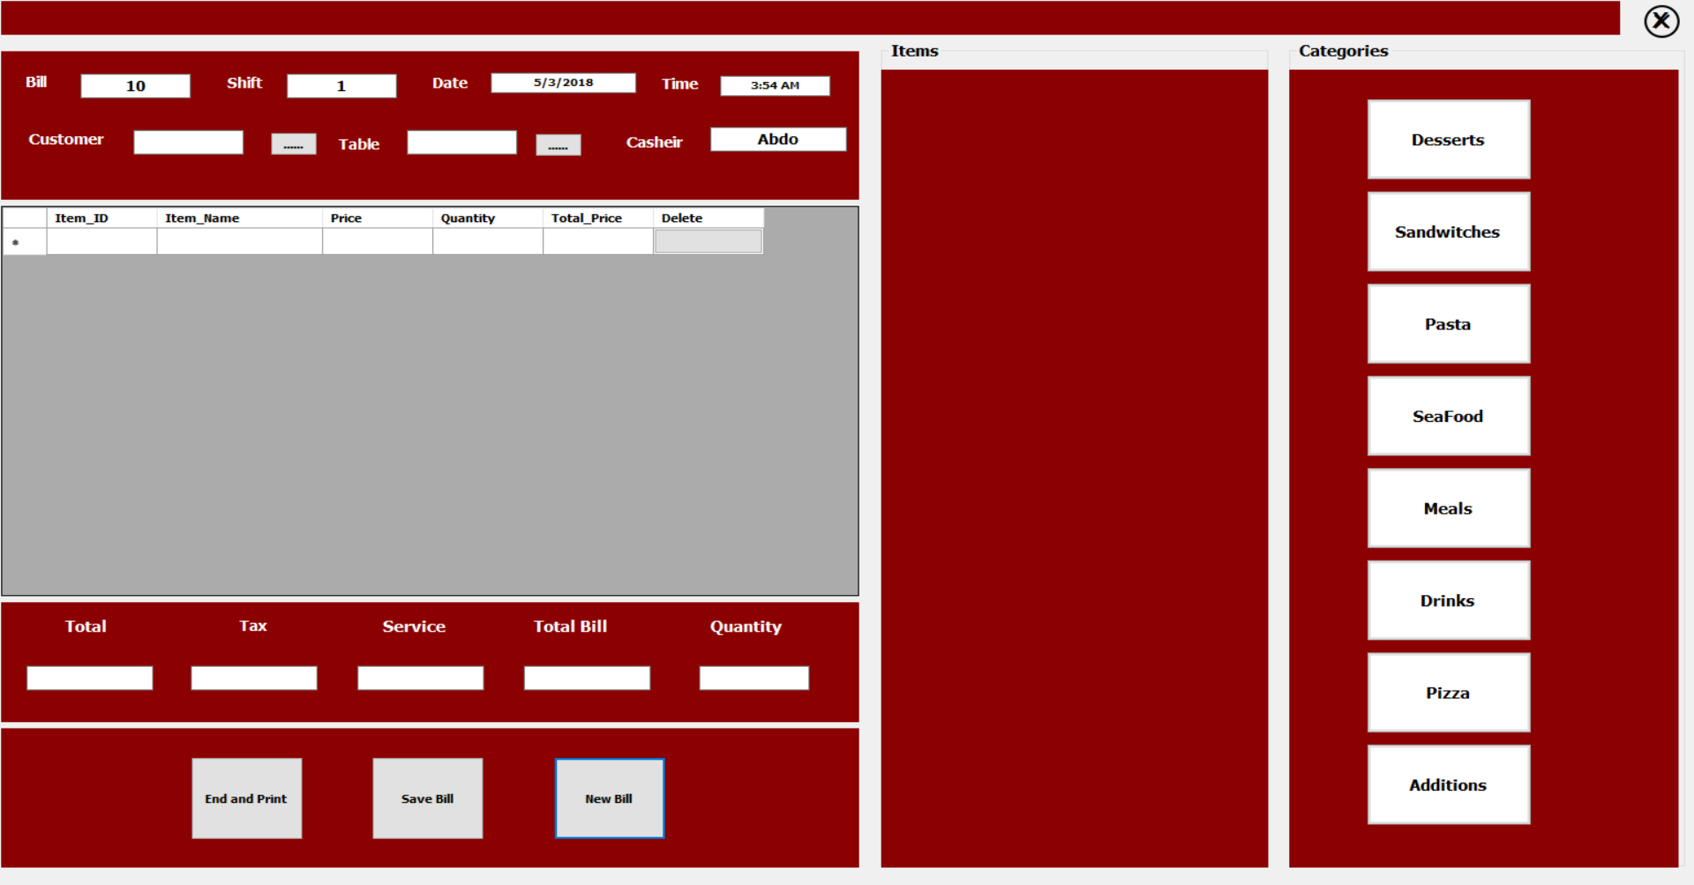 X
Items
Categories
Bill 10 Shift 1 Date 5/3/2018 Time 3:54 AM
Customer ...... Table ...... Casheir Abdo
Item_ID Item_Name Price Quantity Total_Price Delete
*
Total Tax Service Total Bill Quantity
End and Print Save Bill New Bill
Desserts
Sandwitches
Pasta
SeaFood
Meals
Drinks
Pizza
Additions